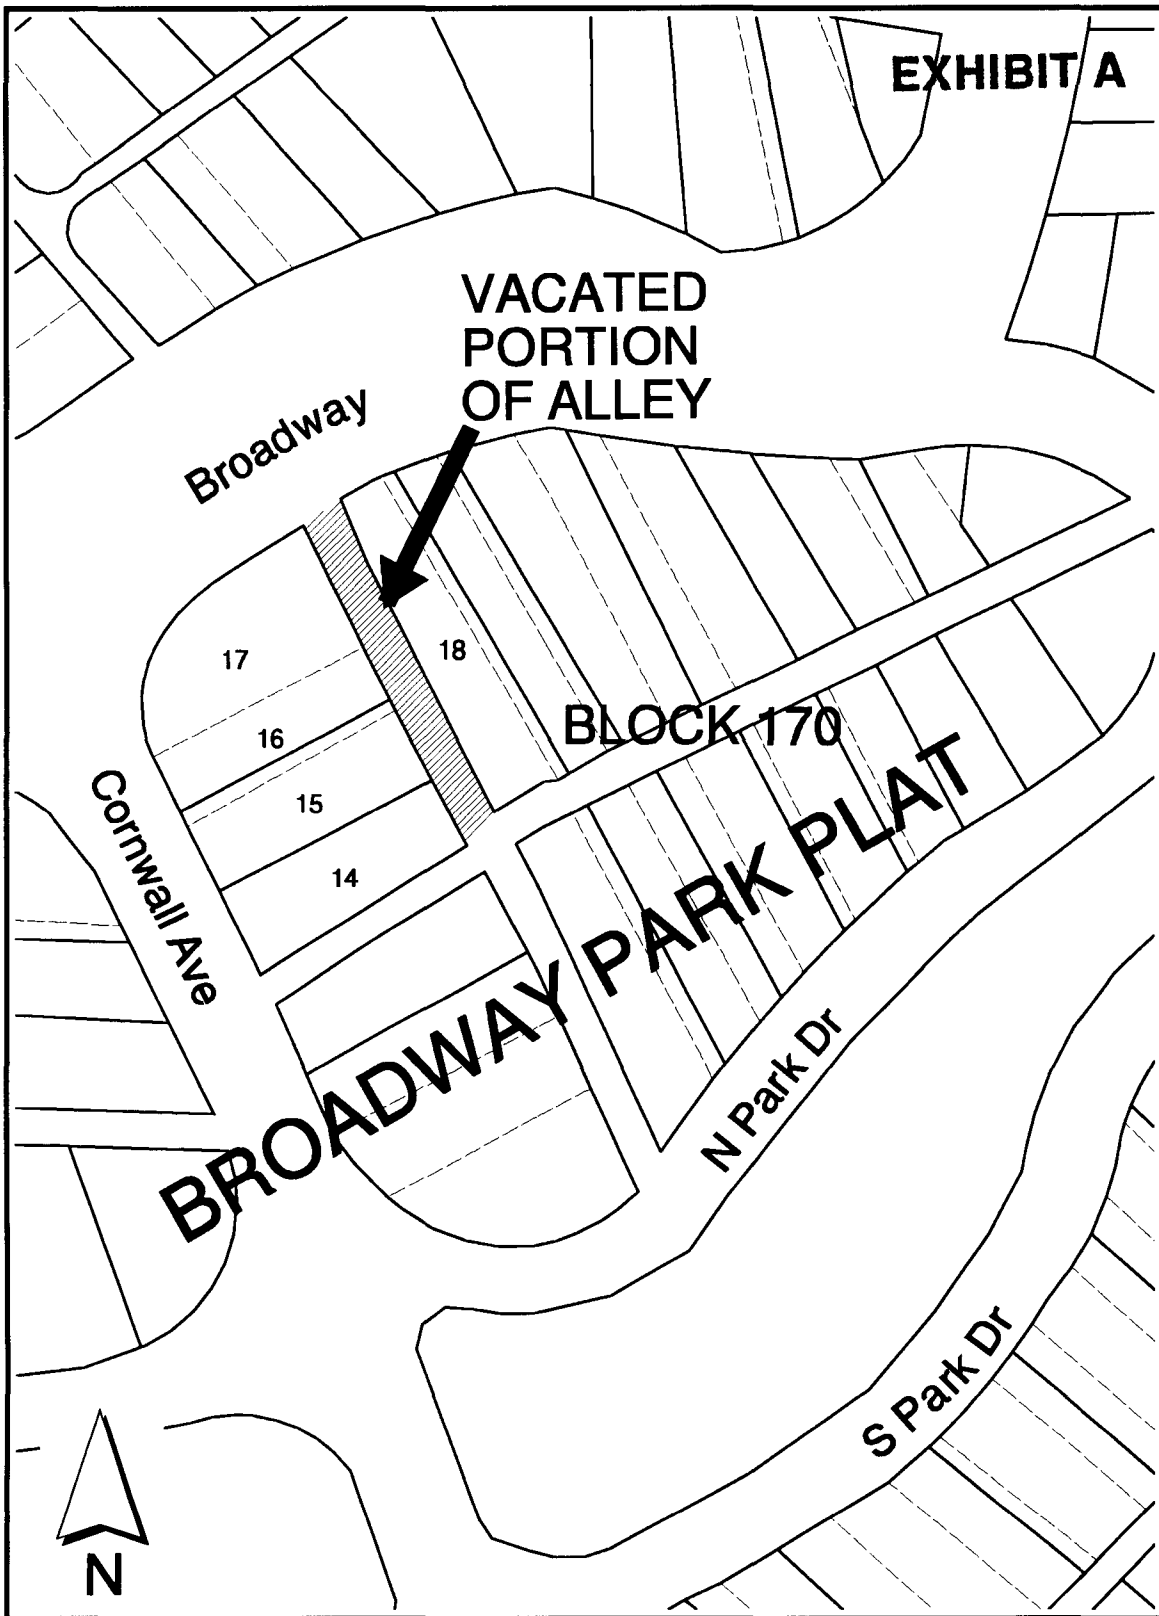 EXHIBIT A
VACATED
PORTION
OF ALLEY
Broadway
17
18
16
BLOCK 170
15
Cornwall Ave
14
BROADWAY PARK PLAT
N Park Dr
S Park Dr
N